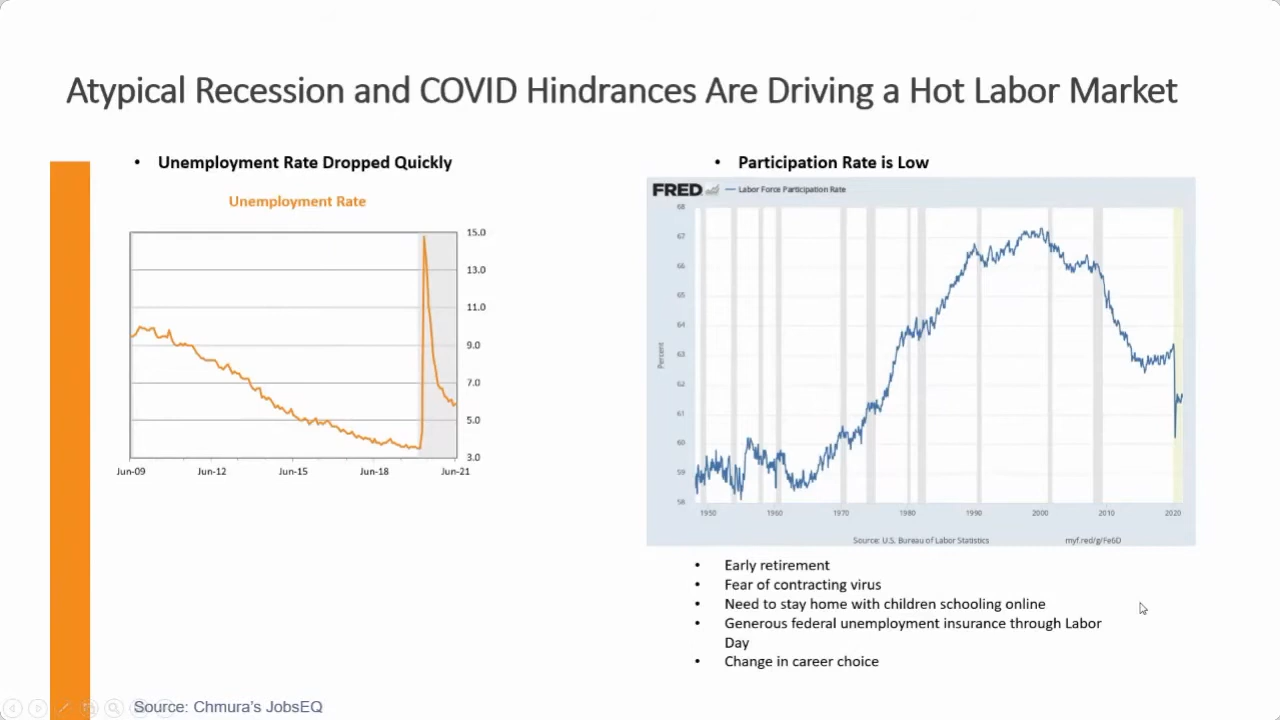 Atypical Recession and COVID Hindrances Are Driving a Hot Labor Market
• Unemployment Rate Dropped Quickly
Unemployment Rate
15.0
13.0
11.0
9.0
7.0
5.0
3.0
Jun-09 Jun-12 Jun-15 Jun-18 Jun-21
• Participation Rate is Low
FRED — Labor Force Participation Rate
68
67
66
65
64
63
62
61
60
59
58
Percent
1950 1960 1970 1980 1990 2000 2010 2020
Source: U.S. Bureau of Labor Statistics myf.red/g/Fe6D
• Early retirement
• Fear of contracting virus
• Need to stay home with children schooling online
• Generous federal unemployment insurance through Labor
Day
• Change in career choice
Source: Chmura's JobsEQ